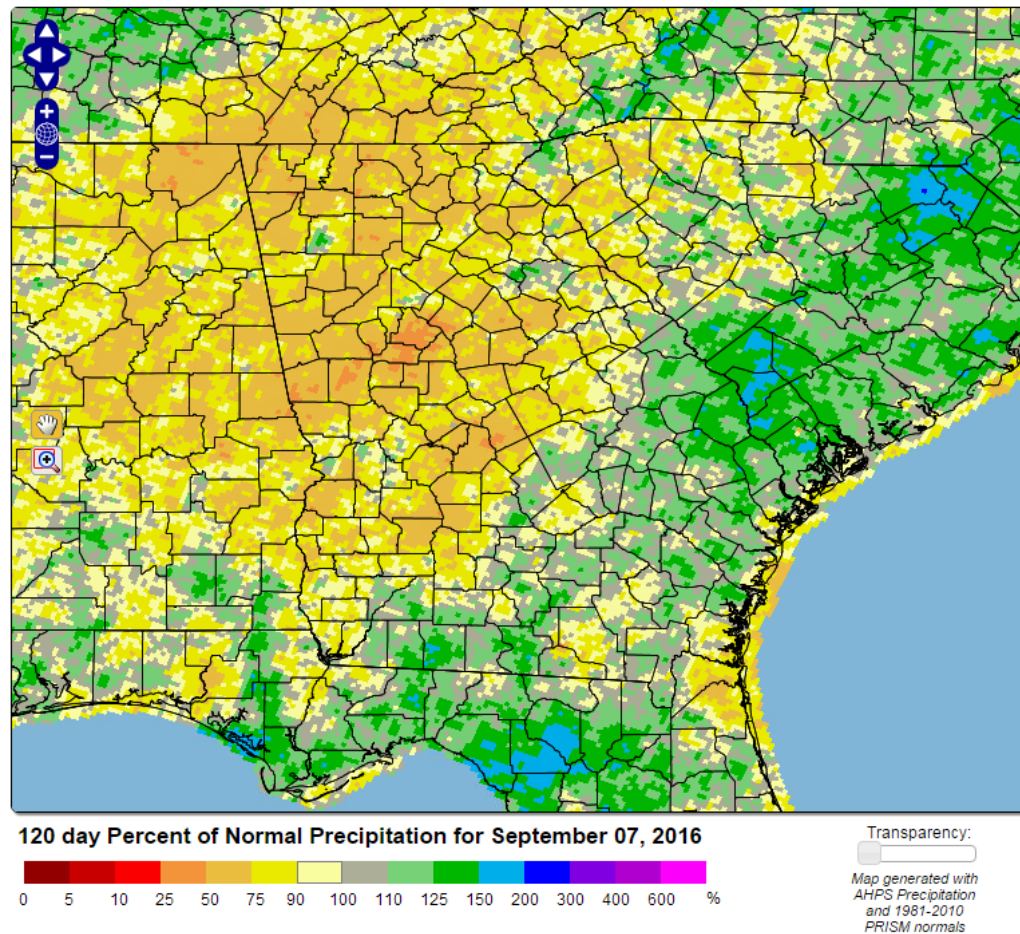 120 day Percent of Normal Precipitation for September 07, 2016
0 5 10 25 50 75 90 100 110 125 150 200 300 400 600 %
Transparency:
Map generated with
AHPS Precipitation
and 1981-2010
PRISM normals